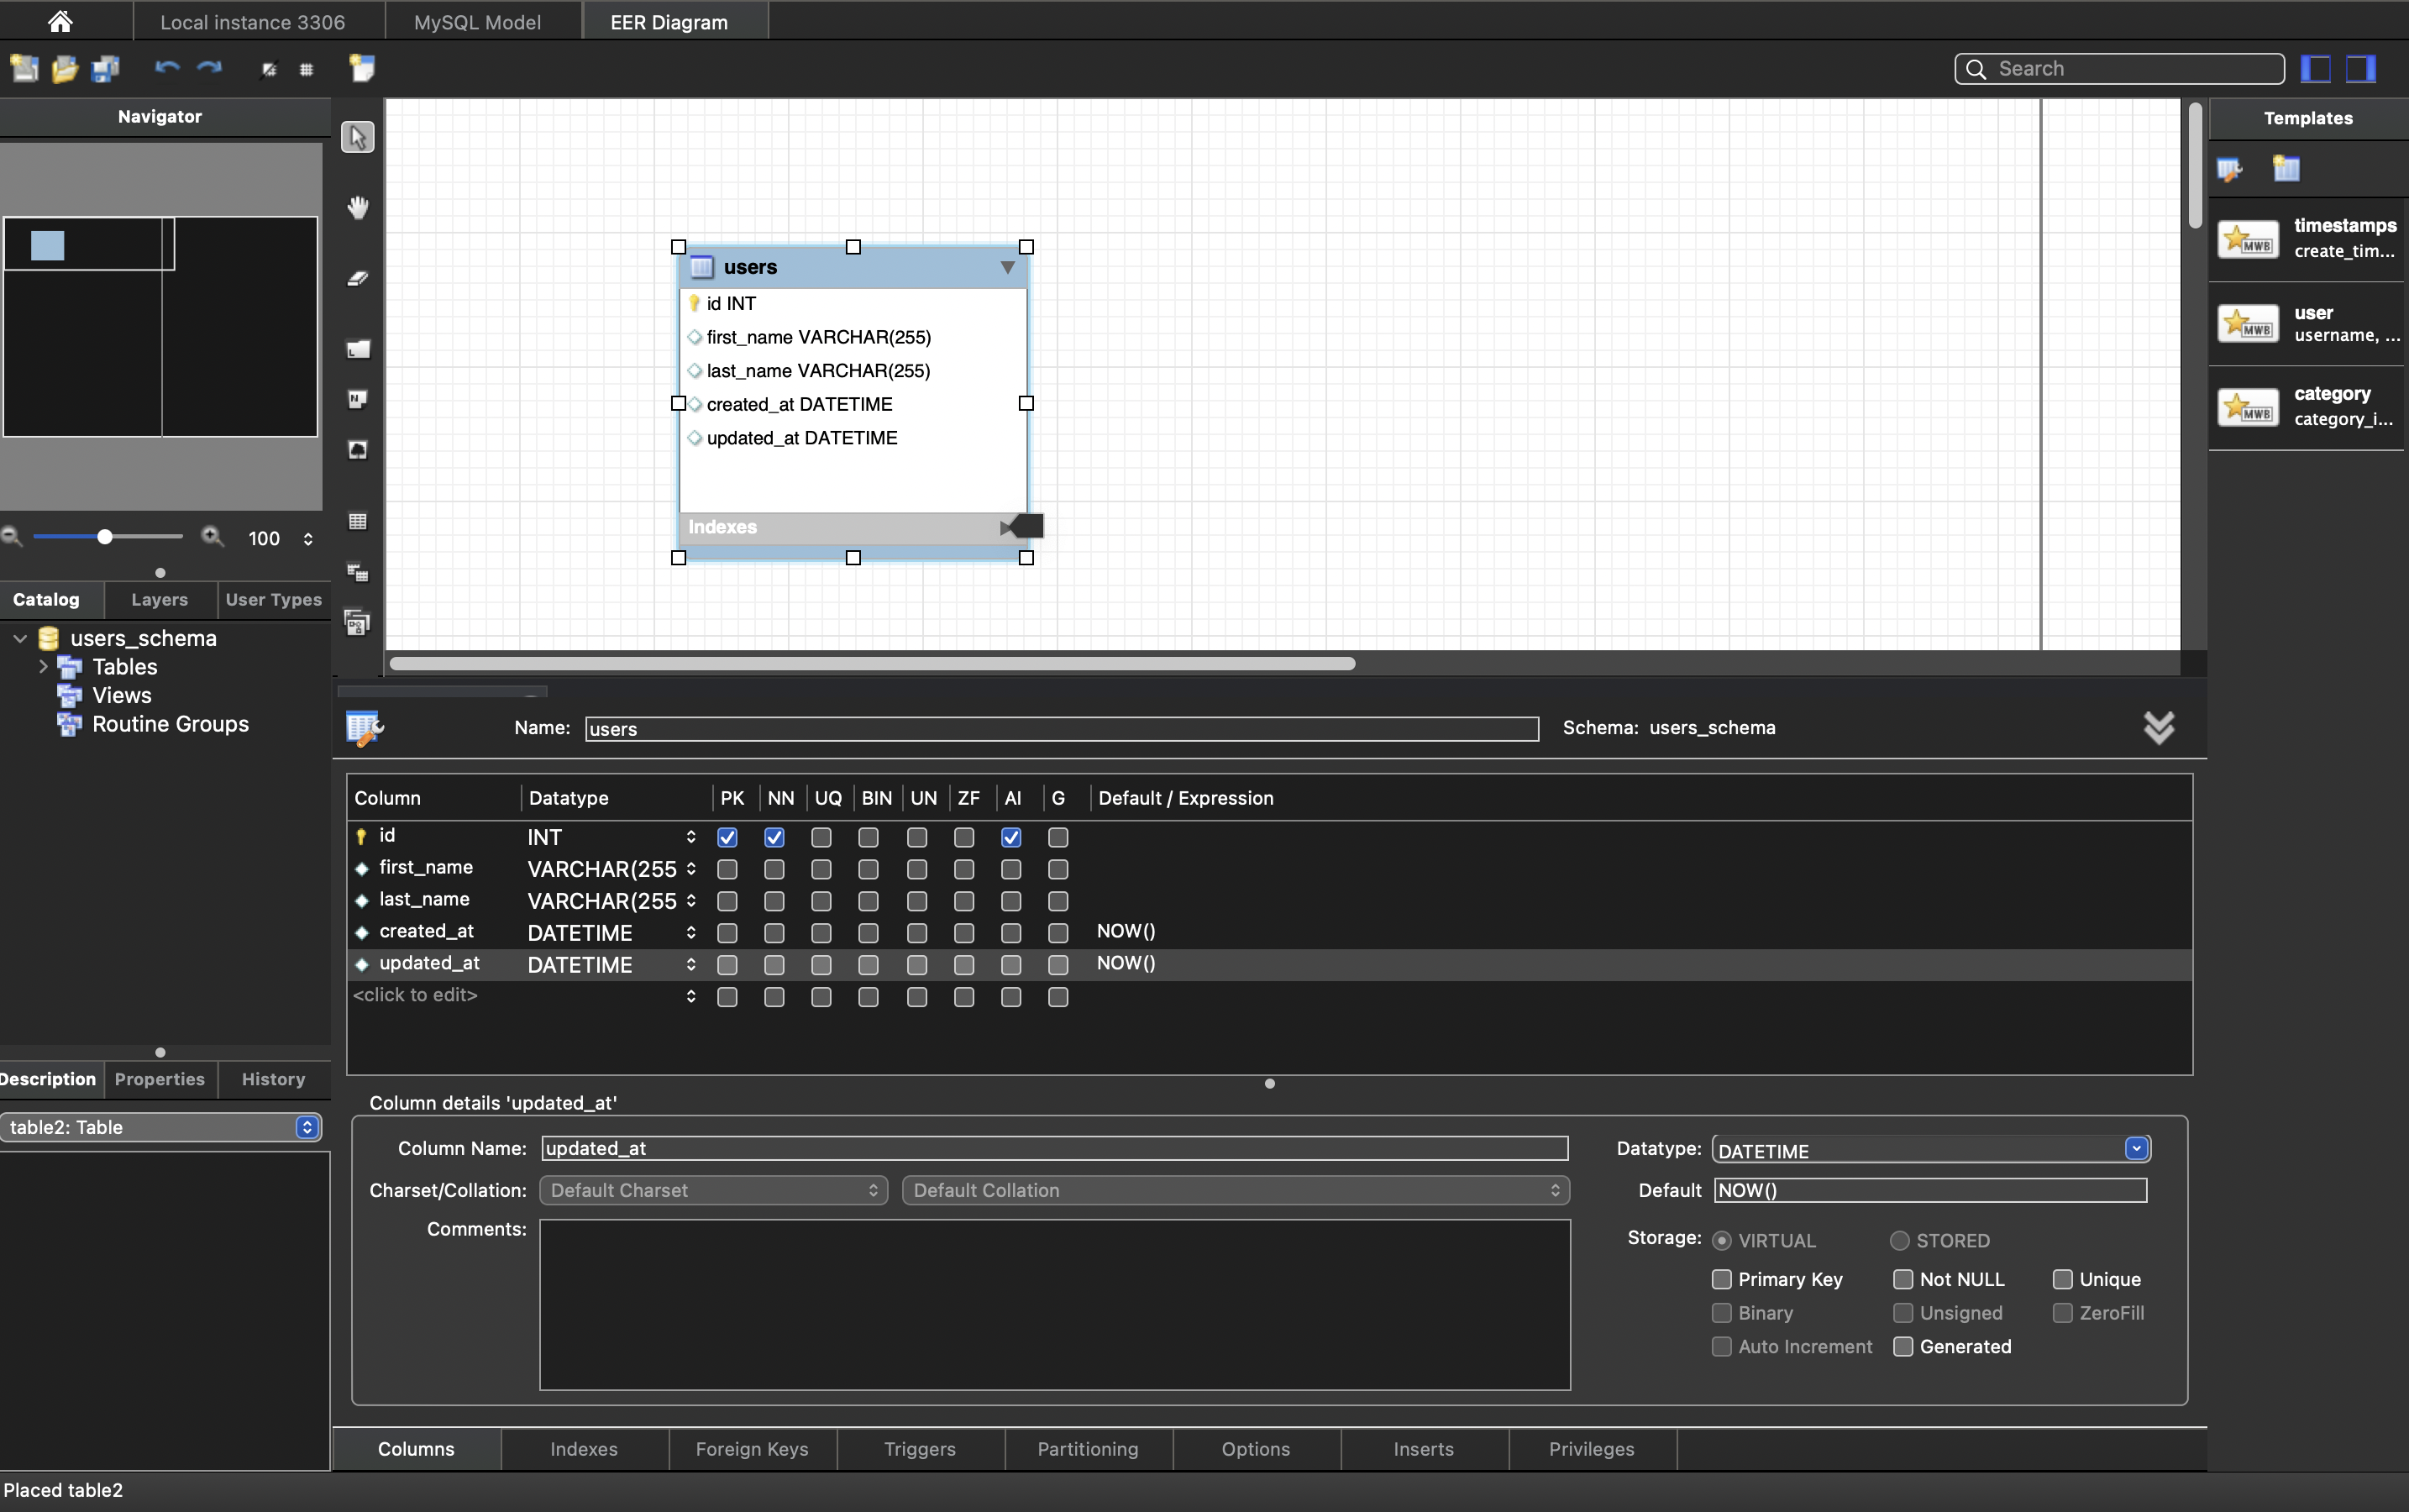 Local instance 3306 MySQL Model EER Diagram
Search
Navigator
Templates
timestamps
create_tim...
user
username, ...
category
category_i...
MWB
MWB
MWB
users
id INT
first_name VARCHAR(255)
last_name VARCHAR(255)
created_at DATETIME
updated_at DATETIME
Indexes
100
Catalog Layers User Types
users_schema
Tables
Views
Routine Groups
Name: users Schema: users_schema
Column Datatype PK NN UQ BIN UN ZF AI G Default / Expression
id INT
first_name VARCHAR(255
last_name VARCHAR(255
created_at DATETIME NOW()
updated_at DATETIME NOW()
<click to edit>
Description Properties History
table2: Table
Column details 'updated_at'
Column Name: updated_at Datatype: DATETIME
Charset/Collation: Default Charset Default Collation Default NOW()
Comments: Storage: VIRTUAL STORED
Primary Key Not NULL Unique
Binary Unsigned ZeroFill
Auto Increment Generated
Columns Indexes Foreign Keys Triggers Partitioning Options Inserts Privileges
Placed table2